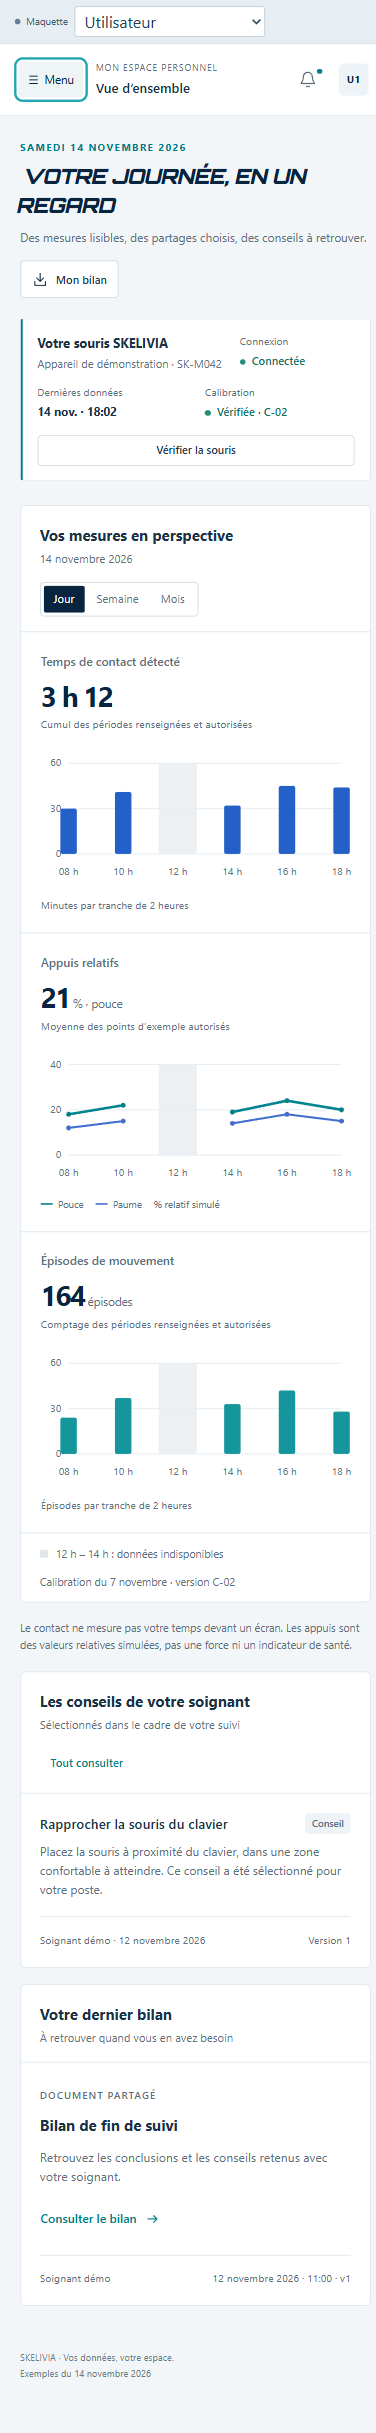 Maquette Utilisateur
☰ Menu
MON ESPACE PERSONNEL
Vue d'ensemble
U1
SAMEDI 14 NOVEMBRE 2026
VOTRE JOURNÉE, EN UN
REGARD
Des mesures lisibles, des partages choisis, des conseils à retrouver.
Mon bilan
Votre souris SKELIVIA
Appareil de démonstration · SK-M042
Connexion
Connectée
Dernières données
14 nov. · 18:02
Calibration
Vérifiée · C-02
Vérifier la souris
Vos mesures en perspective
14 novembre 2026
Jour Semaine Mois
Temps de contact détecté
3 h 12
Cumul des périodes renseignées et autorisées
60
30
0
08 h 10 h 12 h 14 h 16 h 18 h
Minutes par tranche de 2 heures
Appuis relatifs
21 % · pouce
Moyenne des points d'exemple autorisés
40
20
0
08 h 10 h 12 h 14 h 16 h 18 h
Pouce Paume % relatif simulé
Épisodes de mouvement
164 épisodes
Comptage des périodes renseignées et autorisées
60
30
0
08 h 10 h 12 h 14 h 16 h 18 h
Épisodes par tranche de 2 heures
12 h – 14 h : données indisponibles
Calibration du 7 novembre · version C-02
Le contact ne mesure pas votre temps devant un écran. Les appuis sont
des valeurs relatives simulées, pas une force ni un indicateur de santé.
Les conseils de votre soignant
Sélectionnés dans le cadre de votre suivi
Tout consulter
Rapprocher la souris du clavier
Conseil
Placez la souris à proximité du clavier, dans une zone
confortable à atteindre. Ce conseil a été sélectionné pour
votre poste.
Soignant démo · 12 novembre 2026 Version 1
Votre dernier bilan
À retrouver quand vous en avez besoin
DOCUMENT PARTAGÉ
Bilan de fin de suivi
Retrouvez les conclusions et les conseils retenus avec
votre soignant.
Consulter le bilan →
Soignant démo 12 novembre 2026 · 11:00 · v1
SKELIVIA · Vos données, votre espace.
Exemples du 14 novembre 2026